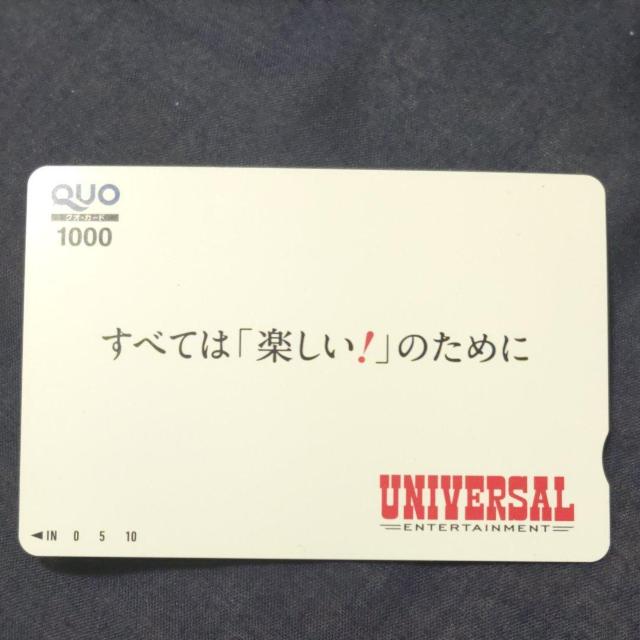 QUO
クオ・カード
1000
すべては「楽しい!」のために
UNIVERSAL
ENTERTAINMENT
◀IN 0 5 10